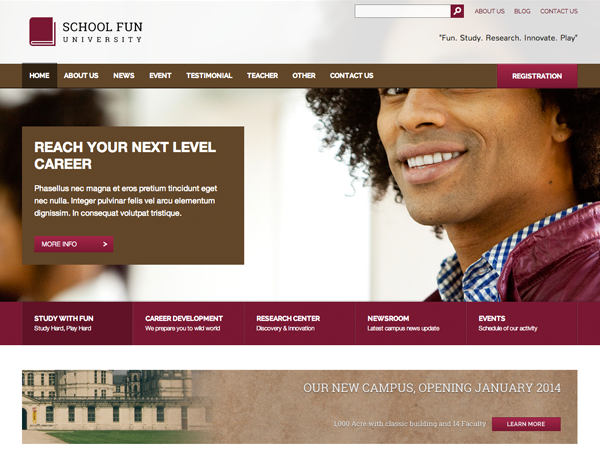 SCHOOL FUN
UNIVERSITY
ABOUT US BLOG CONTACT US
"Fun. Study. Research. Innovate. Play"
HOME ABOUT US NEWS EVENT TESTIMONIAL TEACHER OTHER CONTACT US REGISTRATION
REACH YOUR NEXT LEVEL
CAREER
Phasellus nec magna et eros pretium tincidunt eget
nec nulla. Integer pulvinar felis vel arcu elementum
dignissim. In consequat volutpat tristique.
MORE INFO >
STUDY WITH FUN
Study Hard, Play Hard
CAREER DEVELOPMENT
We prepare you to wild world
RESEARCH CENTER
Discovery & Innovation
NEWSROOM
Latest campus news update
EVENTS
Schedule of our activity
OUR NEW CAMPUS, OPENING JANUARY 2014
1,000 Acre with classic building and 14 Faculty
LEARN MORE